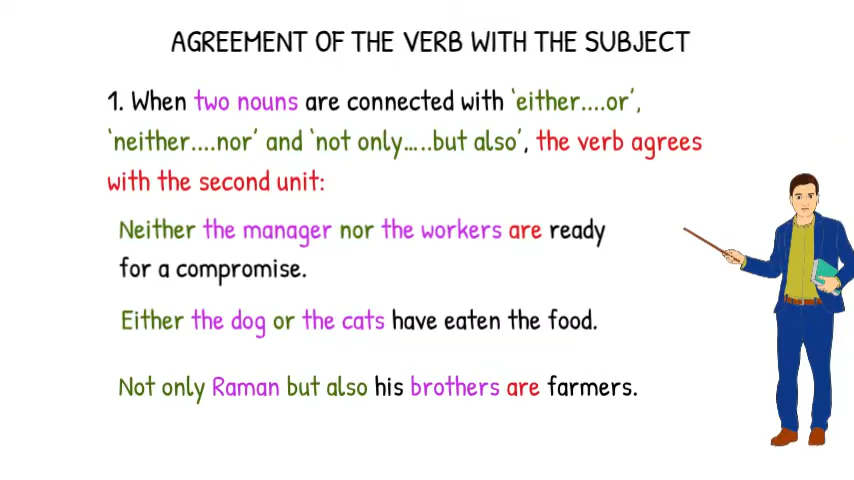 AGREEMENT OF THE VERB WITH THE SUBJECT
1. When two nouns are connected with 'either....or',
'neither....nor' and 'not only.....but also', the verb agrees
with the second unit:
Neither the manager nor the workers are ready
for a compromise.
Either the dog or the cats have eaten the food.
Not only Raman but also his brothers are farmers.